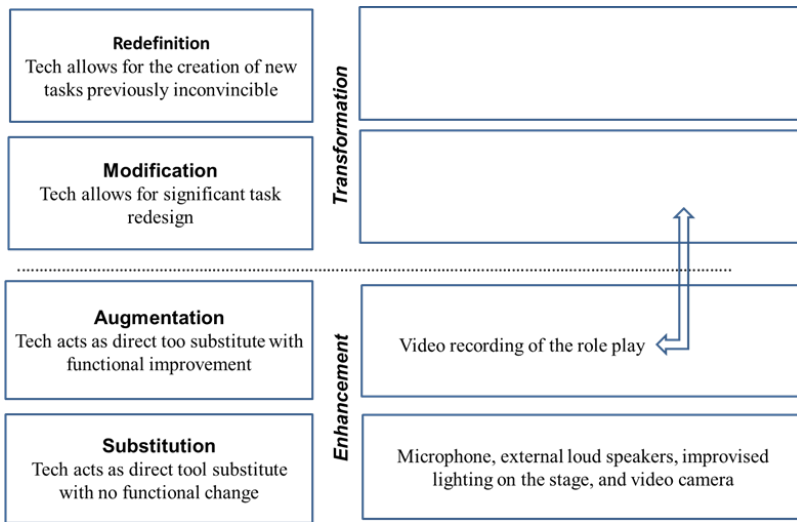 Redefinition
Tech allows for the creation of new
tasks previously inconvincible
Modification
Tech allows for significant task
redesign
Transformation
Augmentation
Tech acts as direct too substitute with
functional improvement
Video recording of the role play
Substitution
Tech acts as direct tool substitute
with no functional change
Enhancement
Microphone, external loud speakers, improvised
lighting on the stage, and video camera